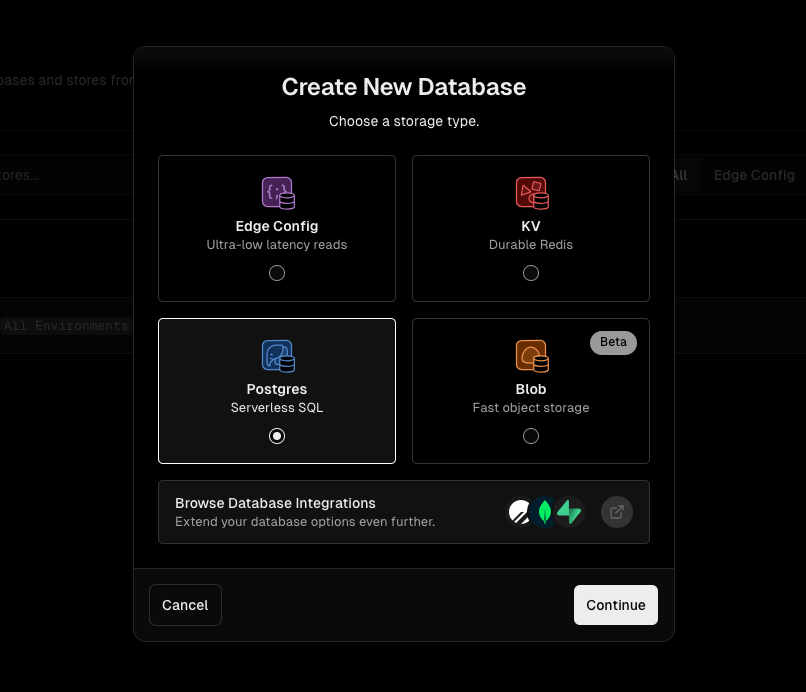 Create New Database
Choose a storage type.
bases and stores from
tores...
All
Edge Config
Edge Config
Ultra-low latency reads
KV
Durable Redis
All Environments
Postgres
Serverless SQL
Beta
Blob
Fast object storage
Browse Database Integrations
Extend your database options even further.
Cancel
Continue